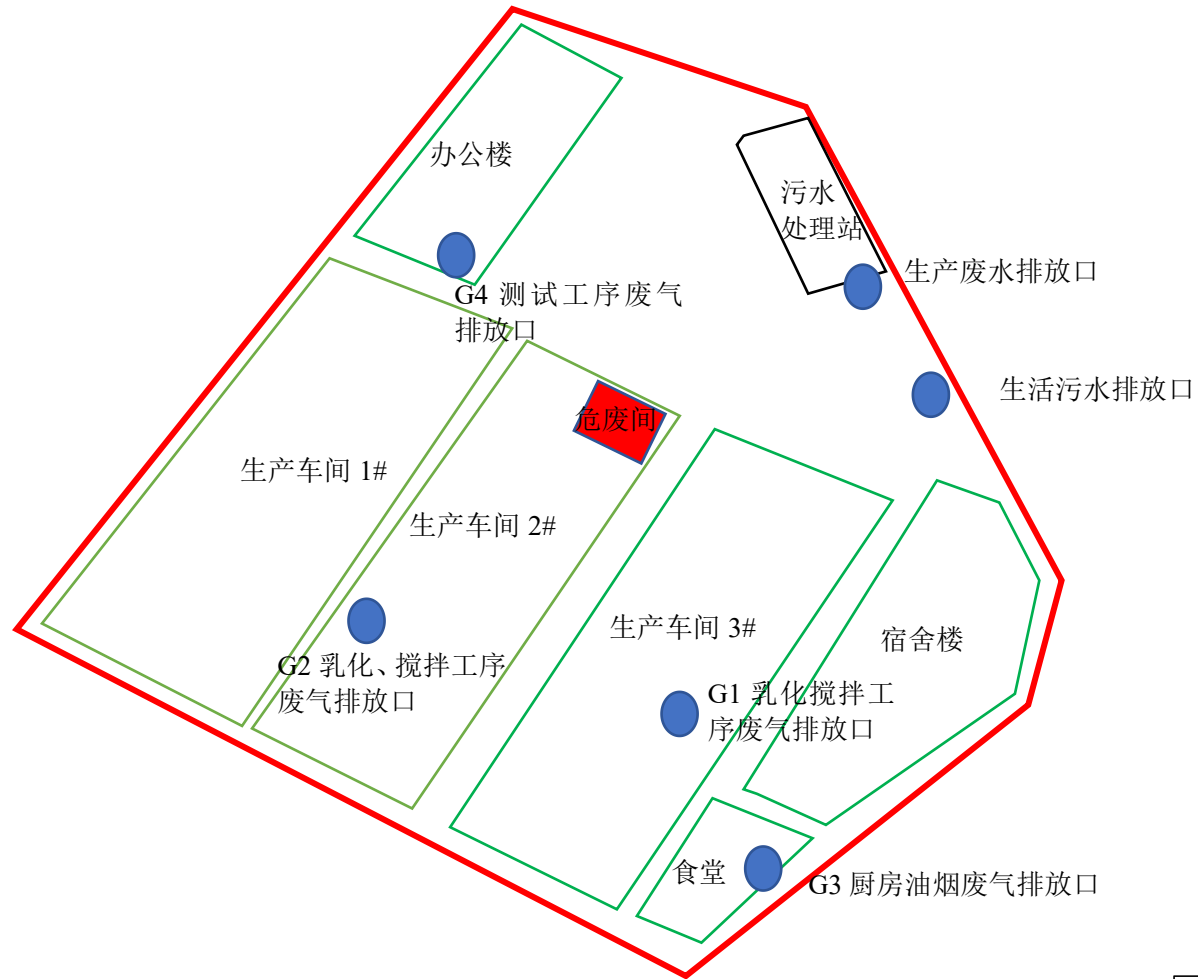 办公楼
污水
处理站
生产废水排放口
G4 测试工序废气
排放口
生活污水排放口
危废间
生产车间 1#
生产车间 2#
生产车间 3#
宿舍楼
G2 乳化、搅拌工序
废气排放口
G1 乳化搅拌工
序废气排放口
食堂
G3 厨房油烟废气排放口